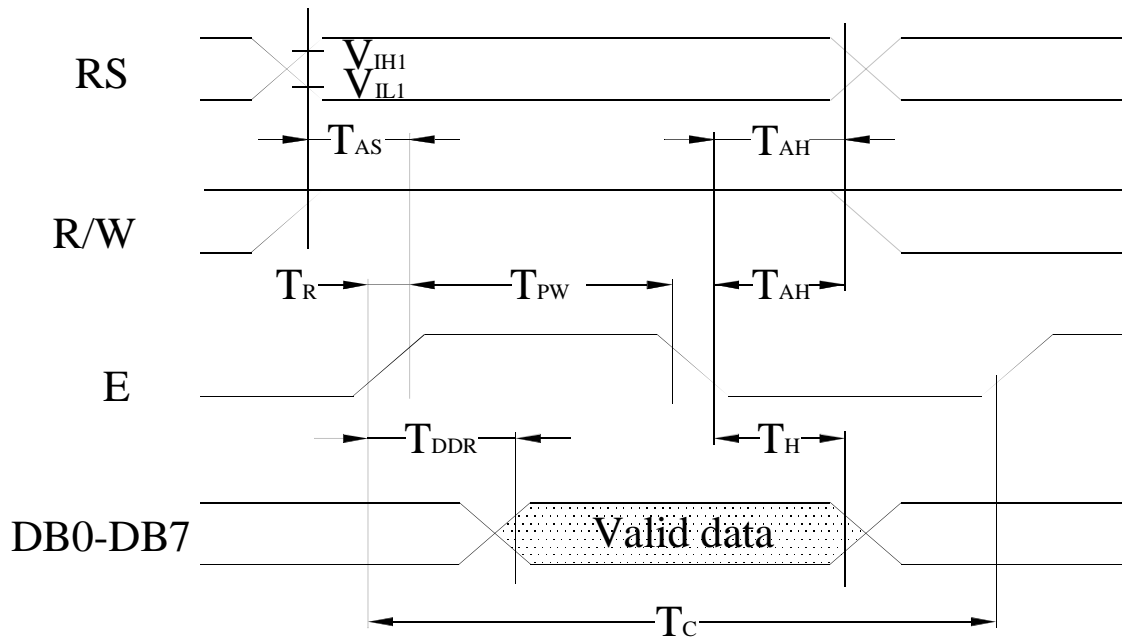 RS
VIH1
VIL1
TAS
TAH
R/W
TR
TPW
TAH
E
TDDR
TH
DB0-DB7
Valid data
TC